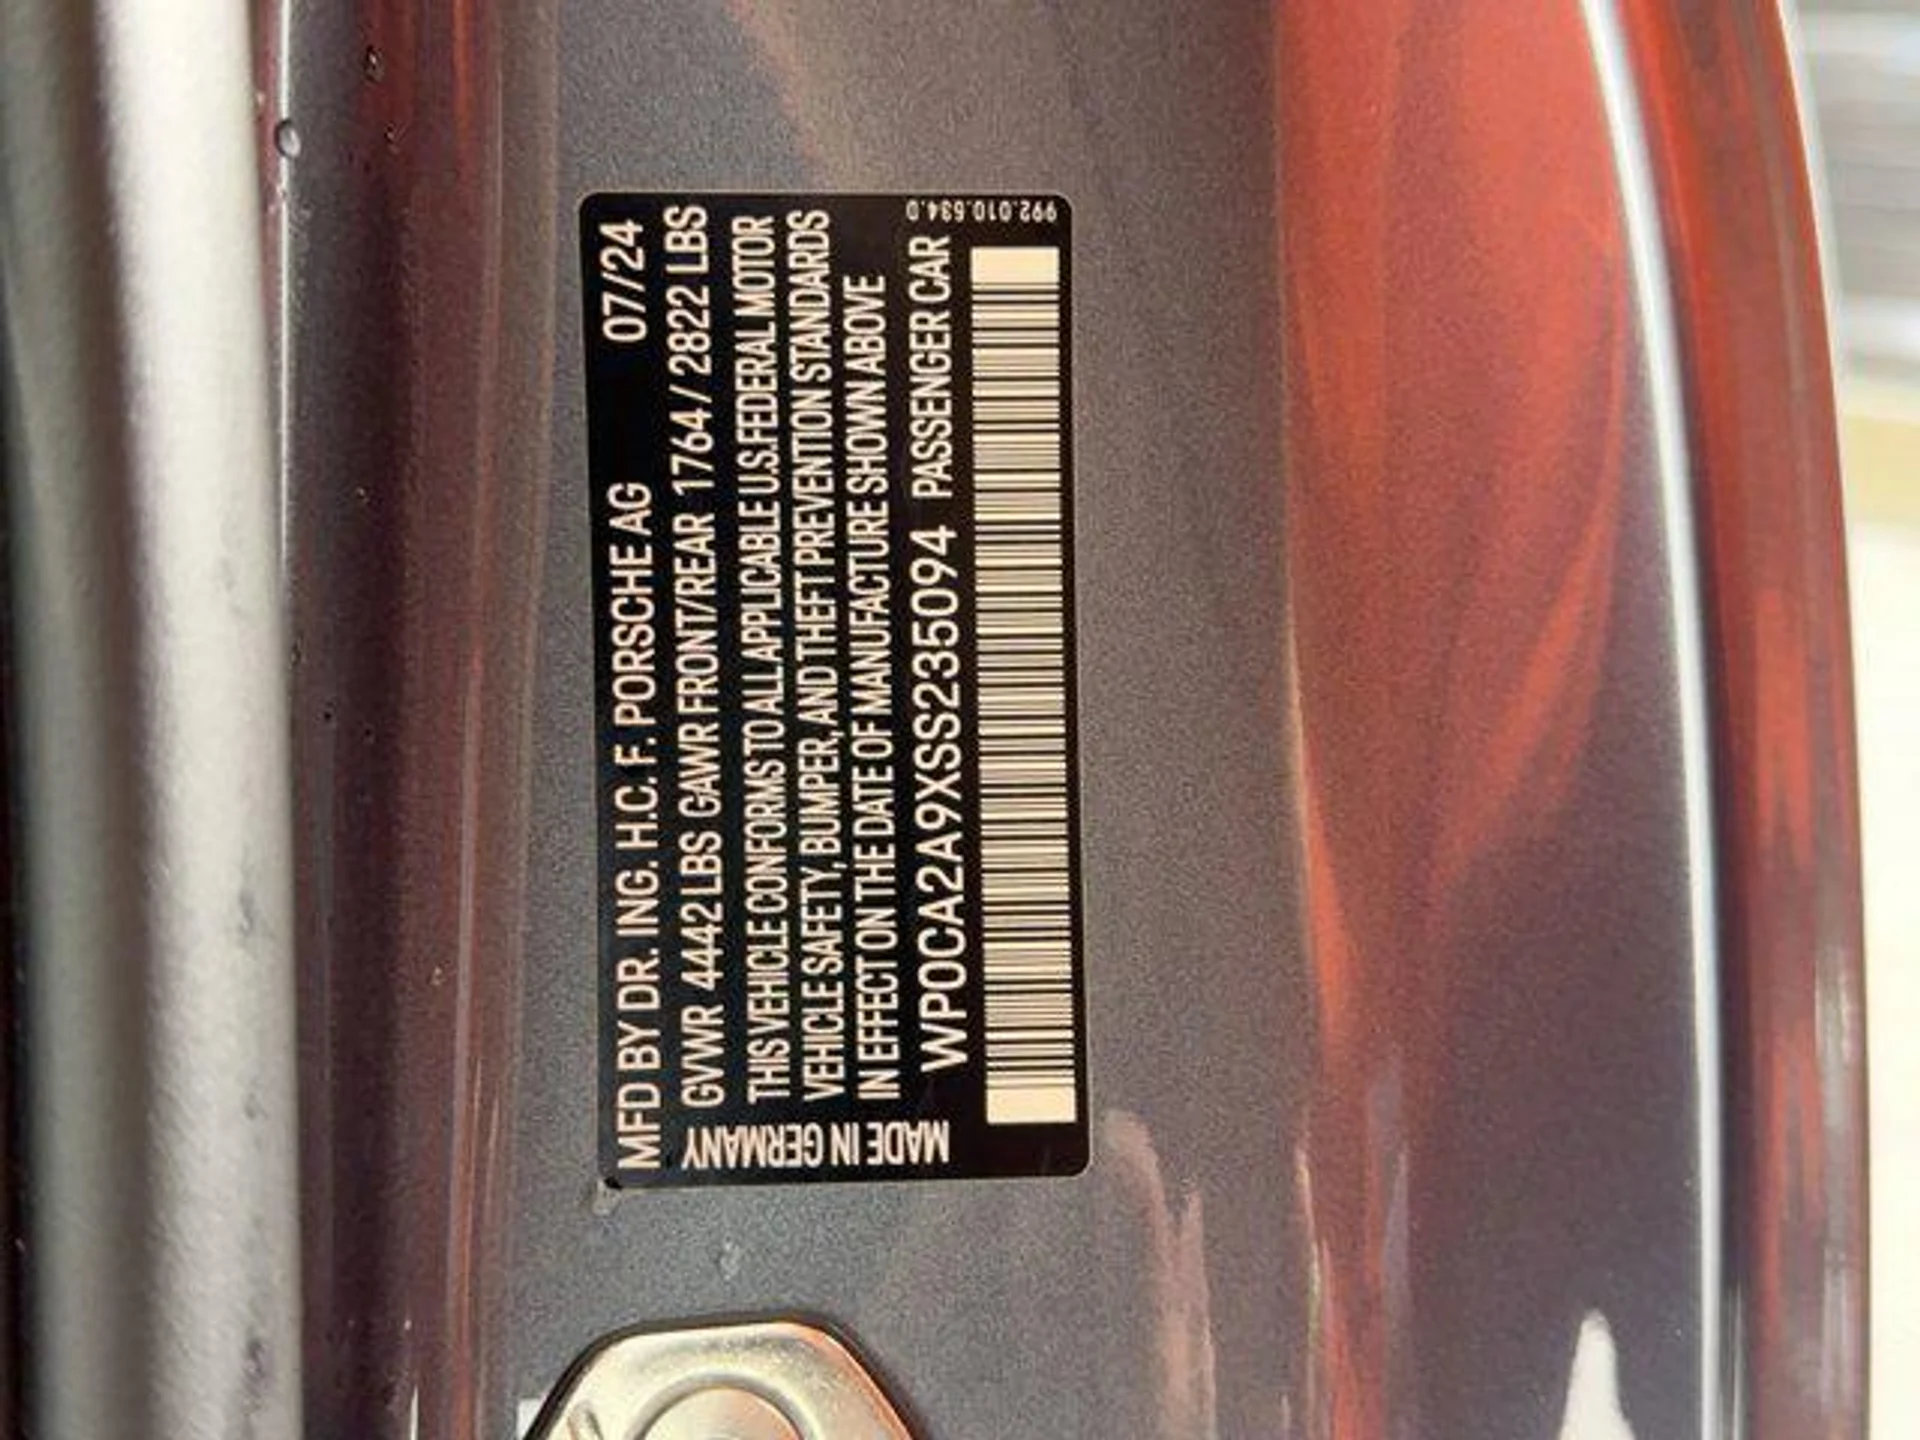 MFD BY DR. ING. H.C. F. PORSCHE AG 07/24
GVWR 4442 LBS GAWR FRONT/REAR 1764 / 2822 LBS
THIS VEHICLE CONFORMS TO ALL APPLICABLE U.S. FEDERAL MOTOR
VEHICLE SAFETY, BUMPER, AND THEFT PREVENTION STANDARDS
IN EFFECT ON THE DATE OF MANUFACTURE SHOWN ABOVE
WP0CA2A9XSS235094 PASSENGER CAR
MADE IN GERMANY
992.010.634.0